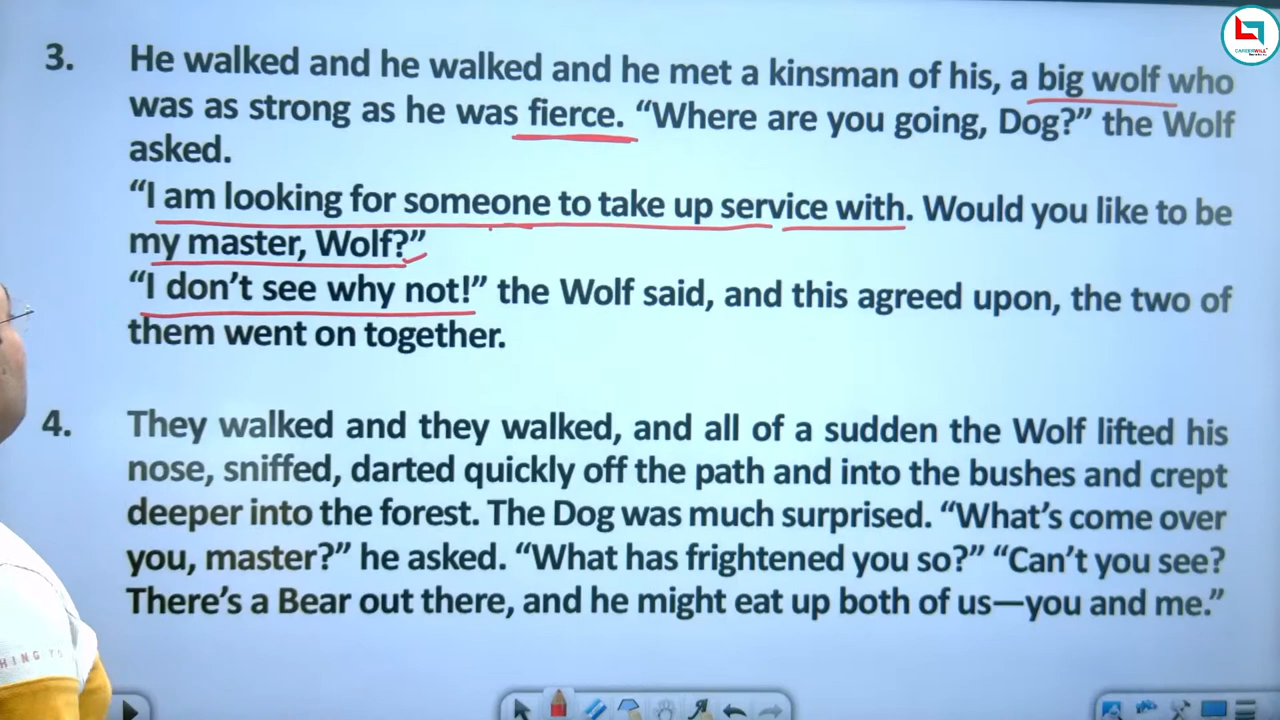 3. He walked and he walked and he met a kinsman of his, a big wolf who
was as strong as he was fierce. “Where are you going, Dog?” the Wolf
asked.
“I am looking for someone to take up service with. Would you like to be
my master, Wolf?”
“I don’t see why not!” the Wolf said, and this agreed upon, the two of
them went on together.
4. They walked and they walked, and all of a sudden the Wolf lifted his
nose, sniffed, darted quickly off the path and into the bushes and crept
deeper into the forest. The Dog was much surprised. “What’s come over
you, master?” he asked. “What has frightened you so?” “Can’t you see?
There’s a Bear out there, and he might eat up both of us—you and me.”
CAREERWILL